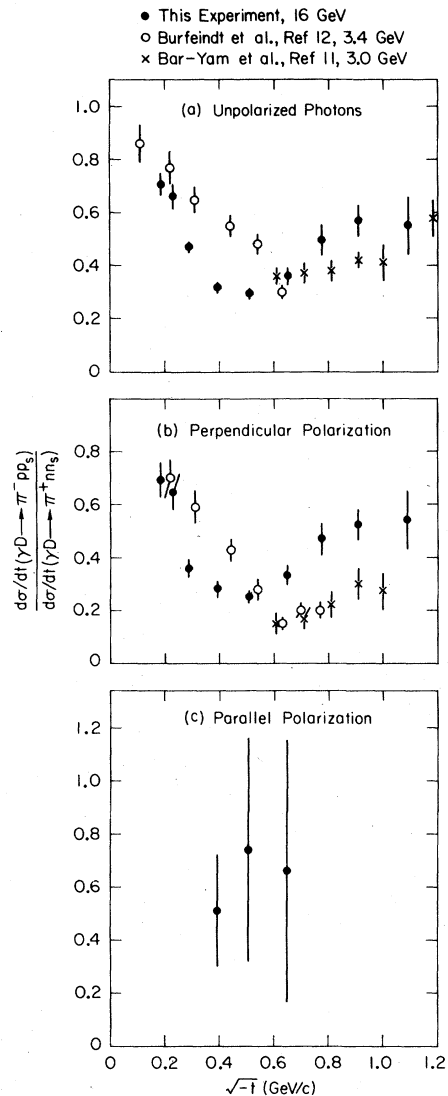 ● This Experiment, 16 GeV
○ Burfeindt et al., Ref 12, 3.4 GeV
× Bar-Yam et al., Ref 11, 3.0 GeV
(a) Unpolarized Photons
1.0
0.8
0.6
0.4
0.2
0
(b) Perpendicular Polarization
0.8
0.6
0.4
0.2
0
dσ/dt(γD→π⁻pp_s)
dσ/dt(γD→π⁺nn_s)
(c) Parallel Polarization
1.2
1.0
0.8
0.6
0.4
0.2
0
0 0.2 0.4 0.6 0.8 1.0 1.2
√-t (GeV/c)